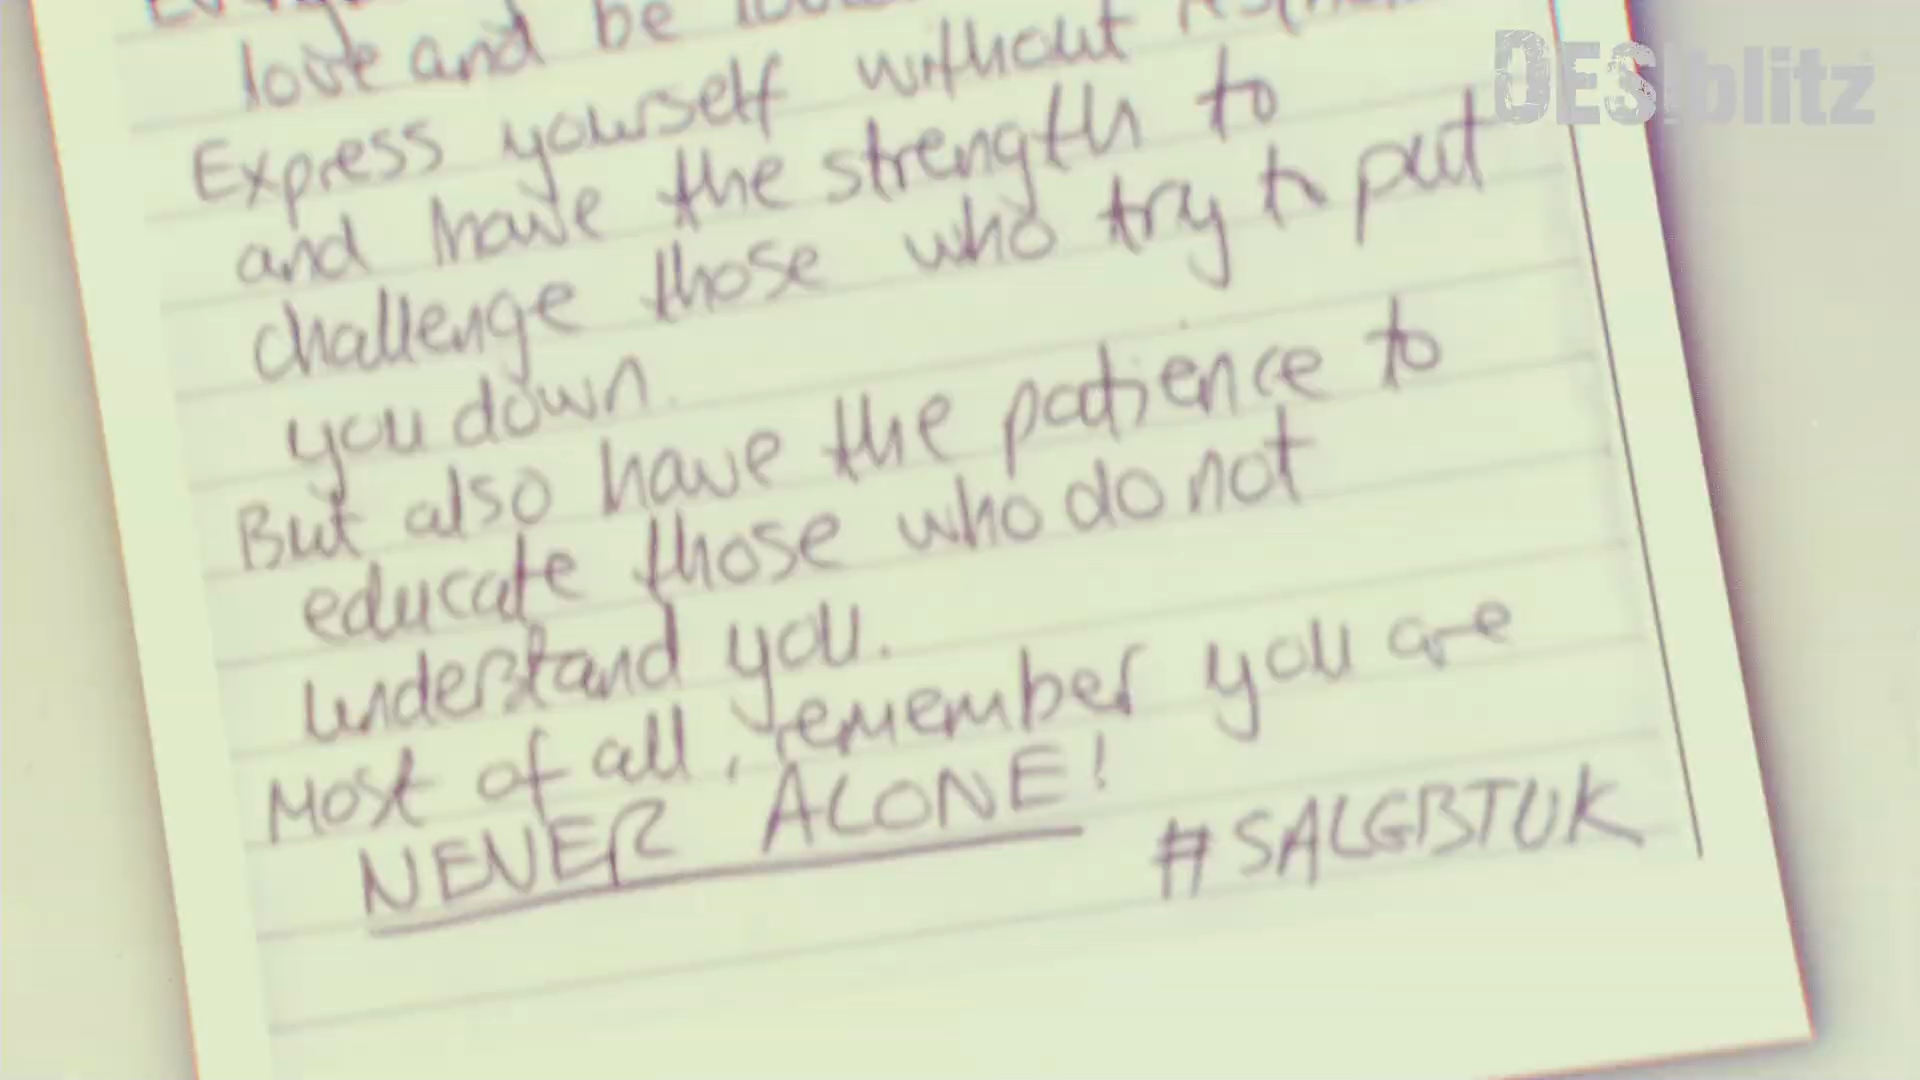 love and be
Express yourself without
and have the strength to
challenge those who try to put
you down.
But also have the patience to
educate those who do not
understand you.
Most of all, remember you are
NEVER ALONE!
#SALGBTUK
DESIblitz